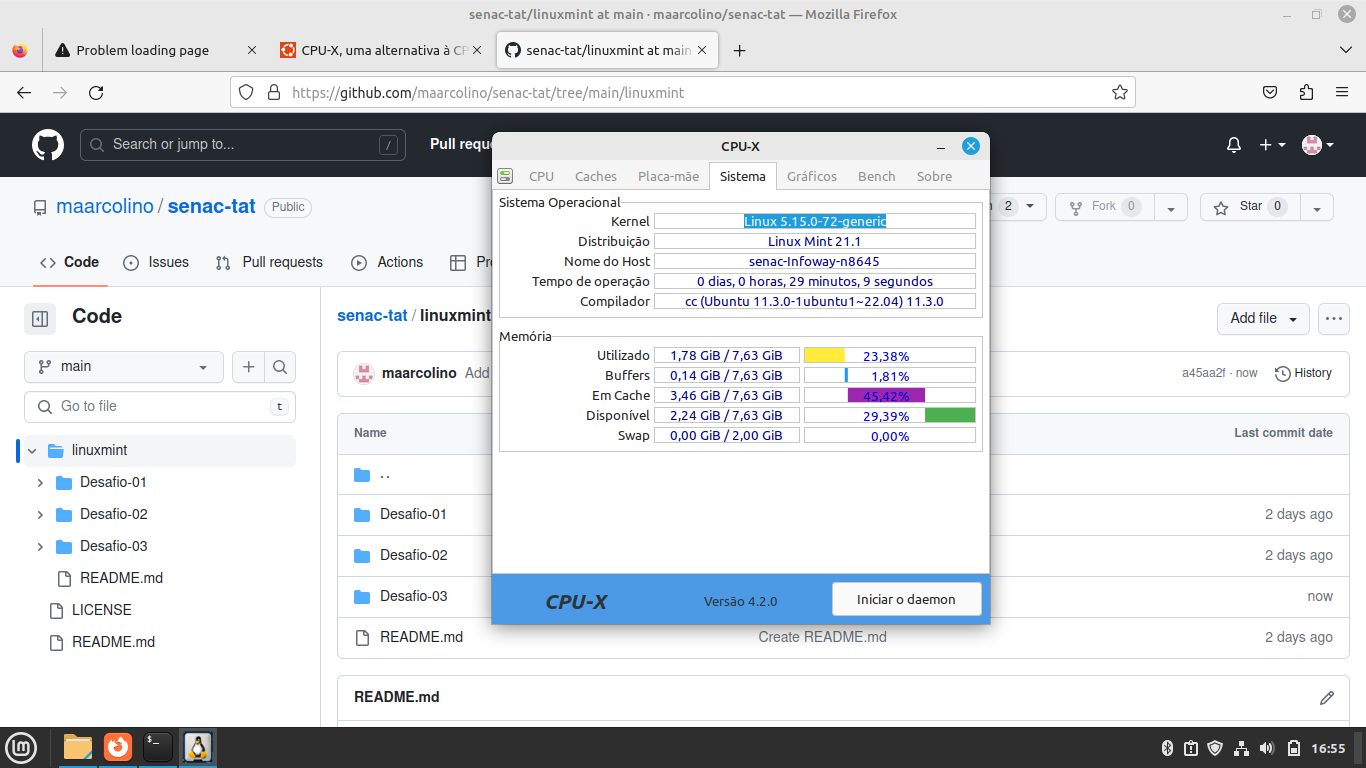 senac-tat/linuxmint at main · maarcolino/senac-tat — Mozilla Firefox
Problem loading page
CPU-X, uma alternativa à CP
senac-tat/linuxmint at main
https://github.com/maarcolino/senac-tat/tree/main/linuxmint
Search or jump to... /
Pull reque
maarcolino / senac-tat Public
2
Fork 0
Star 0
Code
Issues
Pull requests
Actions
Pr
Code
main
Go to file t
linuxmint
Desafio-01
Desafio-02
Desafio-03
README.md
LICENSE
README.md
senac-tat / linuxmint
Add file
maarcolino Add
a45aa2f · now History
Name Last commit date
..
Desafio-01 2 days ago
Desafio-02 2 days ago
Desafio-03 now
README.md Create README.md 2 days ago
README.md
CPU-X
CPU Caches Placa-mãe Sistema Gráficos Bench Sobre
Sistema Operacional
Kernel Linux 5.15.0-72-generic
Distribuição Linux Mint 21.1
Nome do Host senac-Infoway-n8645
Tempo de operação 0 dias, 0 horas, 29 minutos, 9 segundos
Compilador cc (Ubuntu 11.3.0-1ubuntu1~22.04) 11.3.0
Memória
Utilizado 1,78 GiB / 7,63 GiB 23,38%
Buffers 0,14 GiB / 7,63 GiB 1,81%
Em Cache 3,46 GiB / 7,63 GiB 45,42%
Disponível 2,24 GiB / 7,63 GiB 29,39%
Swap 0,00 GiB / 2,00 GiB 0,00%
CPU-X Versão 4.2.0 Iniciar o daemon
16:55